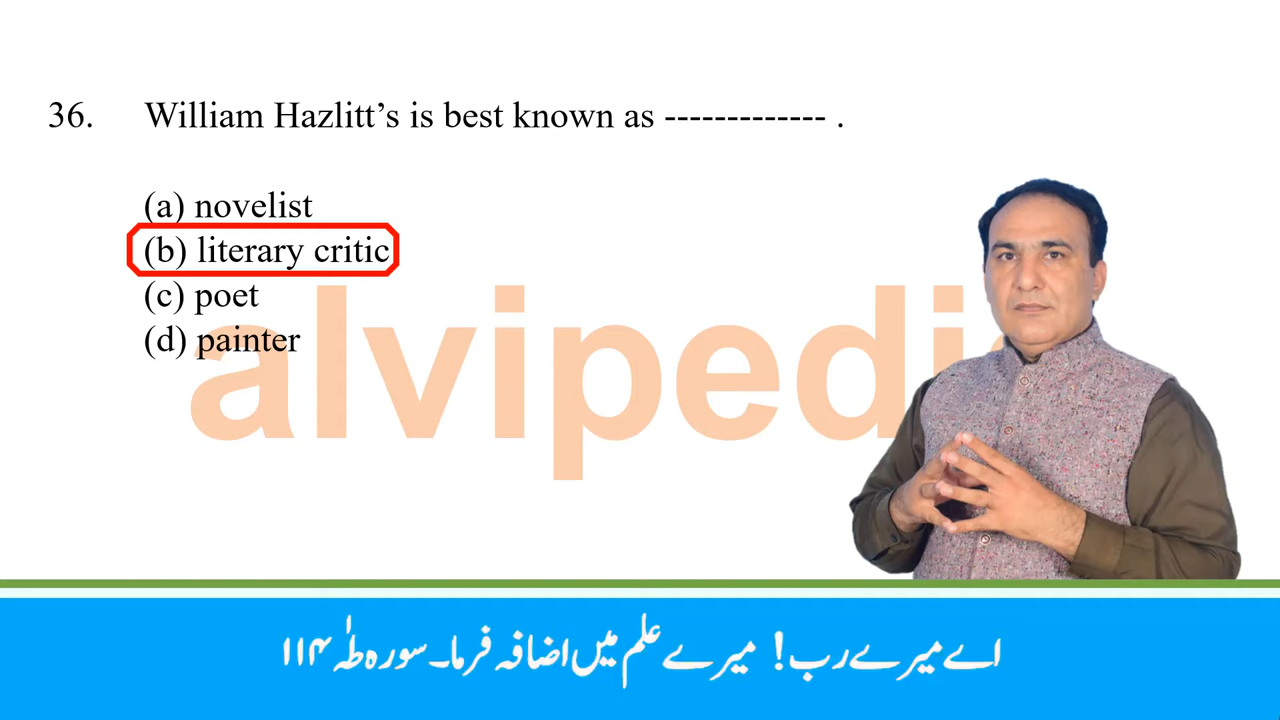 36. William Hazlitt’s is best known as ------------- .
(a) novelist
(b) literary critic
(c) poet
(d) painter
alvipedi
اے میرے رب! میرے علم میں اضافہ فرما۔ سورہ طہٰ ۱۱۴